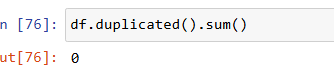 n [76]: df.duplicated().sum()
ut[76]: 0